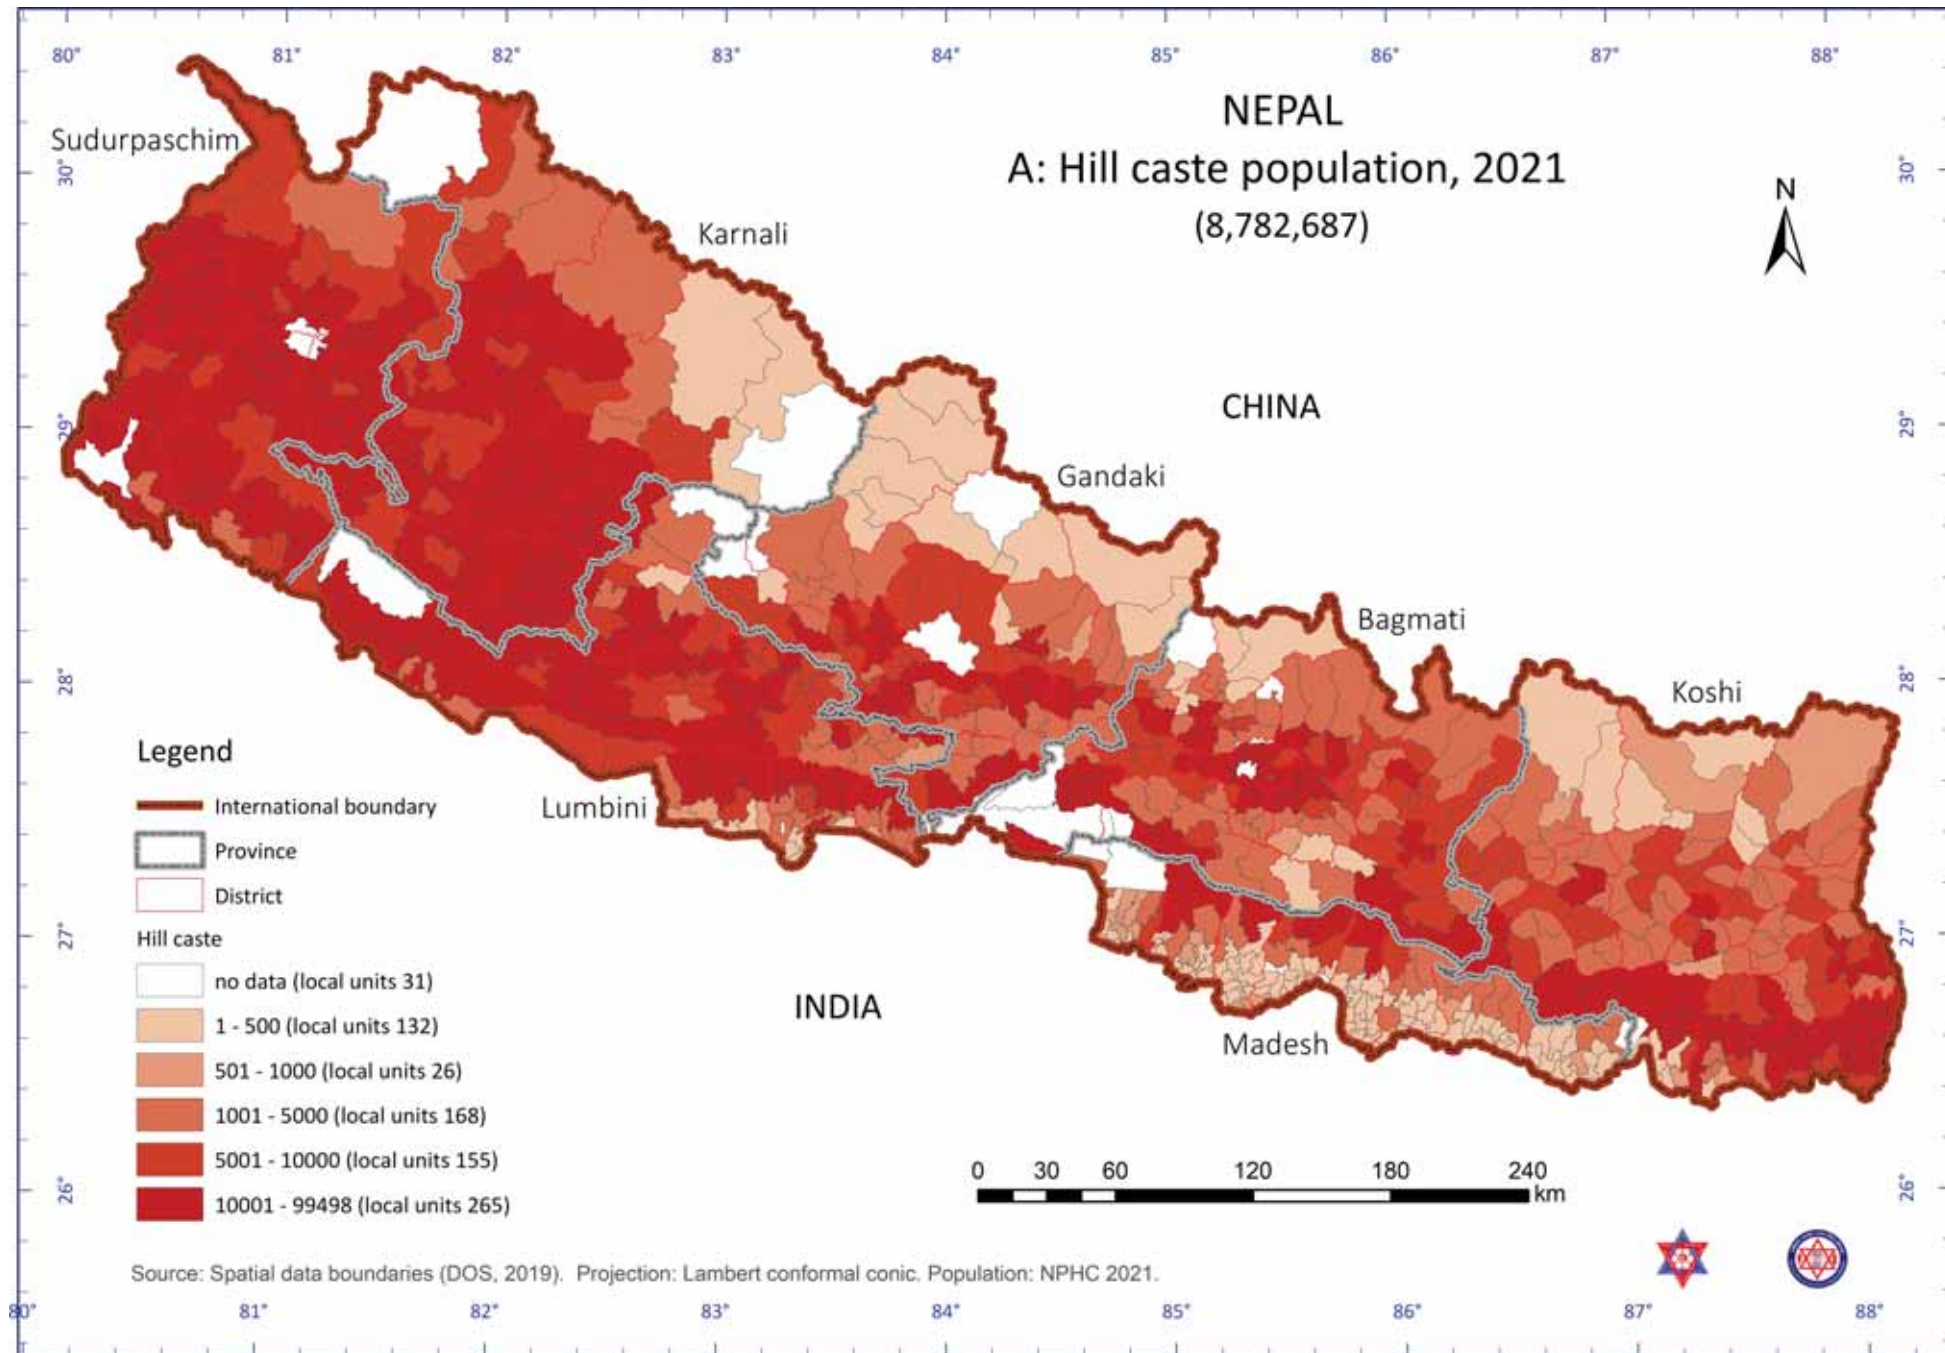 80° 81° 82° 83° 84° 85° 86° 87° 88°
NEPAL
A: Hill caste population, 2021
(8,782,687)
N
Sudurpaschim
30°
30°
Karnali
CHINA
29°
29°
Gandaki
Bagmati
Koshi
28°
28°
Lumbini
27°
27°
INDIA
Madesh
Legend
International boundary
Province
District
Hill caste
no data (local units 31)
1 - 500 (local units 132)
501 - 1000 (local units 26)
1001 - 5000 (local units 168)
5001 - 10000 (local units 155)
10001 - 99498 (local units 265)
0 30 60 120 180 240
km
26°
26°
Source: Spatial data boundaries (DOS, 2019). Projection: Lambert conformal conic. Population: NPHC 2021.
80° 81° 82° 83° 84° 85° 86° 87° 88°